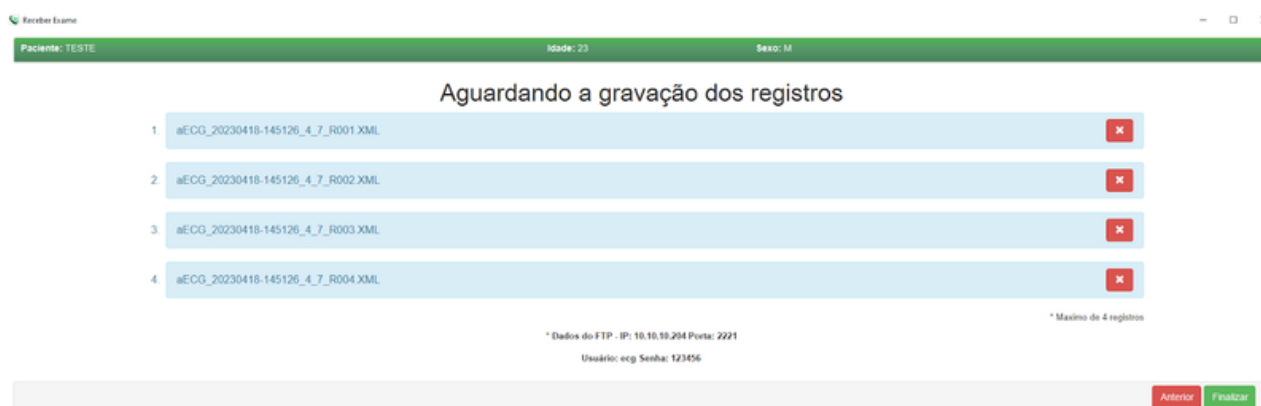 Receber Exame
Paciente: TESTE Idade: 23 Sexo: M
Aguardando a gravação dos registros
1. aECG_20230418-145126_4_7_R001.XML
2. aECG_20230418-145126_4_7_R002.XML
3. aECG_20230418-145126_4_7_R003.XML
4. aECG_20230418-145126_4_7_R004.XML
* Maximo de 4 registros
* Dados do FTP - IP: 10.10.10.204 Porta: 2221
Usuário: ecg Senha: 123456
Anterior Finalizar